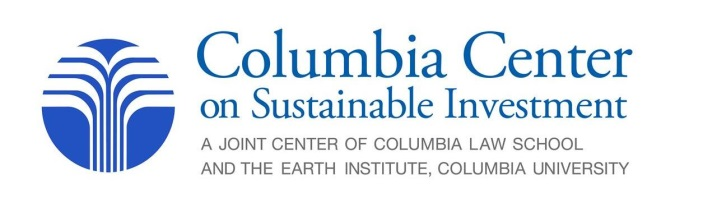 Columbia Center
on Sustainable Investment
A JOINT CENTER OF COLUMBIA LAW SCHOOL
AND THE EARTH INSTITUTE, COLUMBIA UNIVERSITY